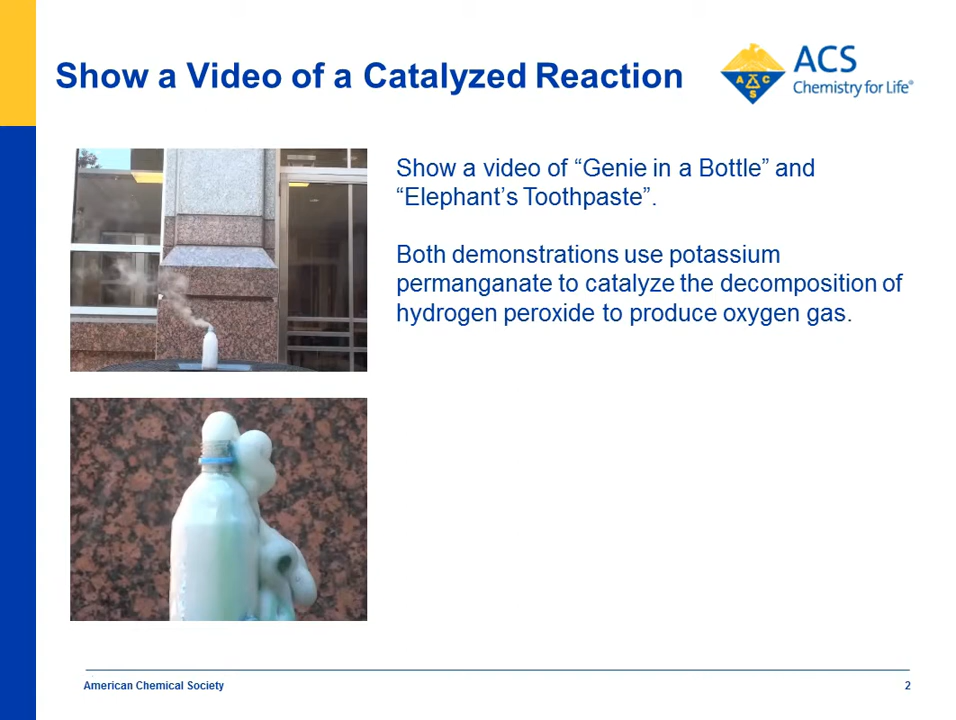 Show a Video of a Catalyzed Reaction
ACS
Chemistry for Life®
A C S
Show a video of “Genie in a Bottle” and
“Elephant’s Toothpaste”.
Both demonstrations use potassium
permanganate to catalyze the decomposition of
hydrogen peroxide to produce oxygen gas.
American Chemical Society
2